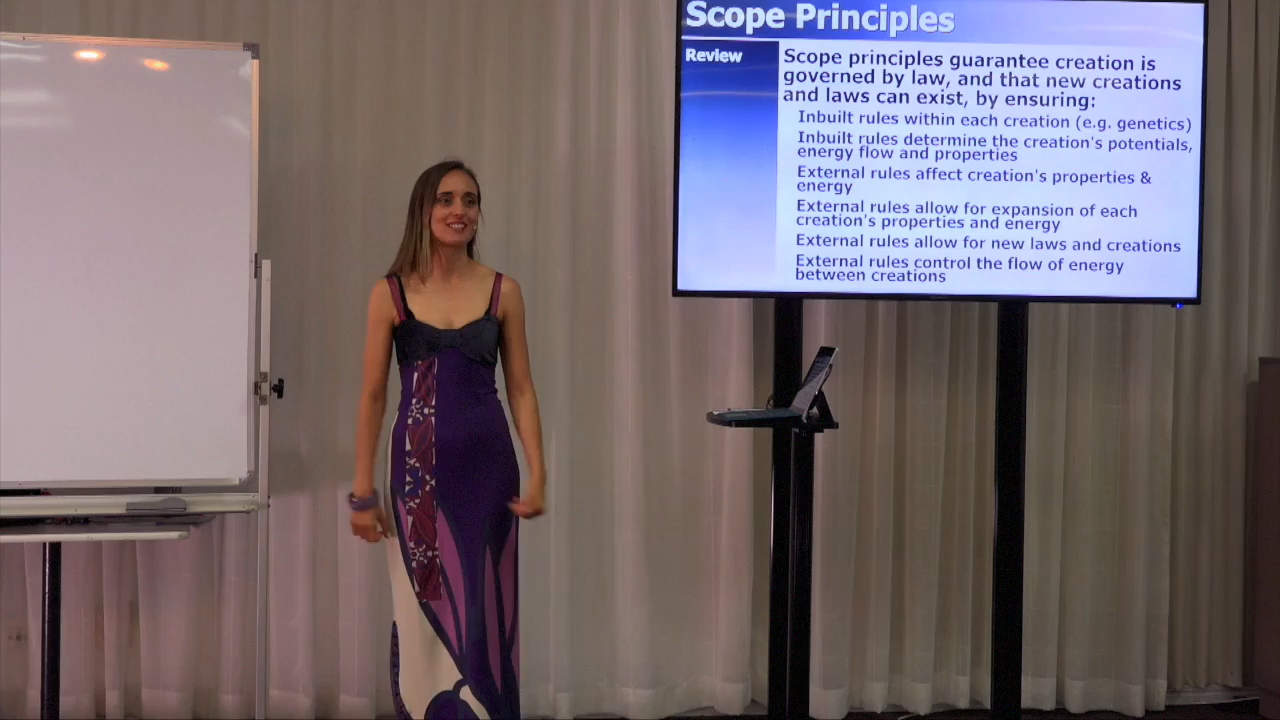 Scope Principles
Review
Scope principles guarantee creation is
governed by law, and that new creations
and laws can exist, by ensuring:
Inbuilt rules within each creation (e.g. genetics)
Inbuilt rules determine the creation's potentials,
energy flow and properties
External rules affect creation's properties &
energy
External rules allow for expansion of each
creation's properties and energy
External rules allow for new laws and creations
External rules control the flow of energy
between creations